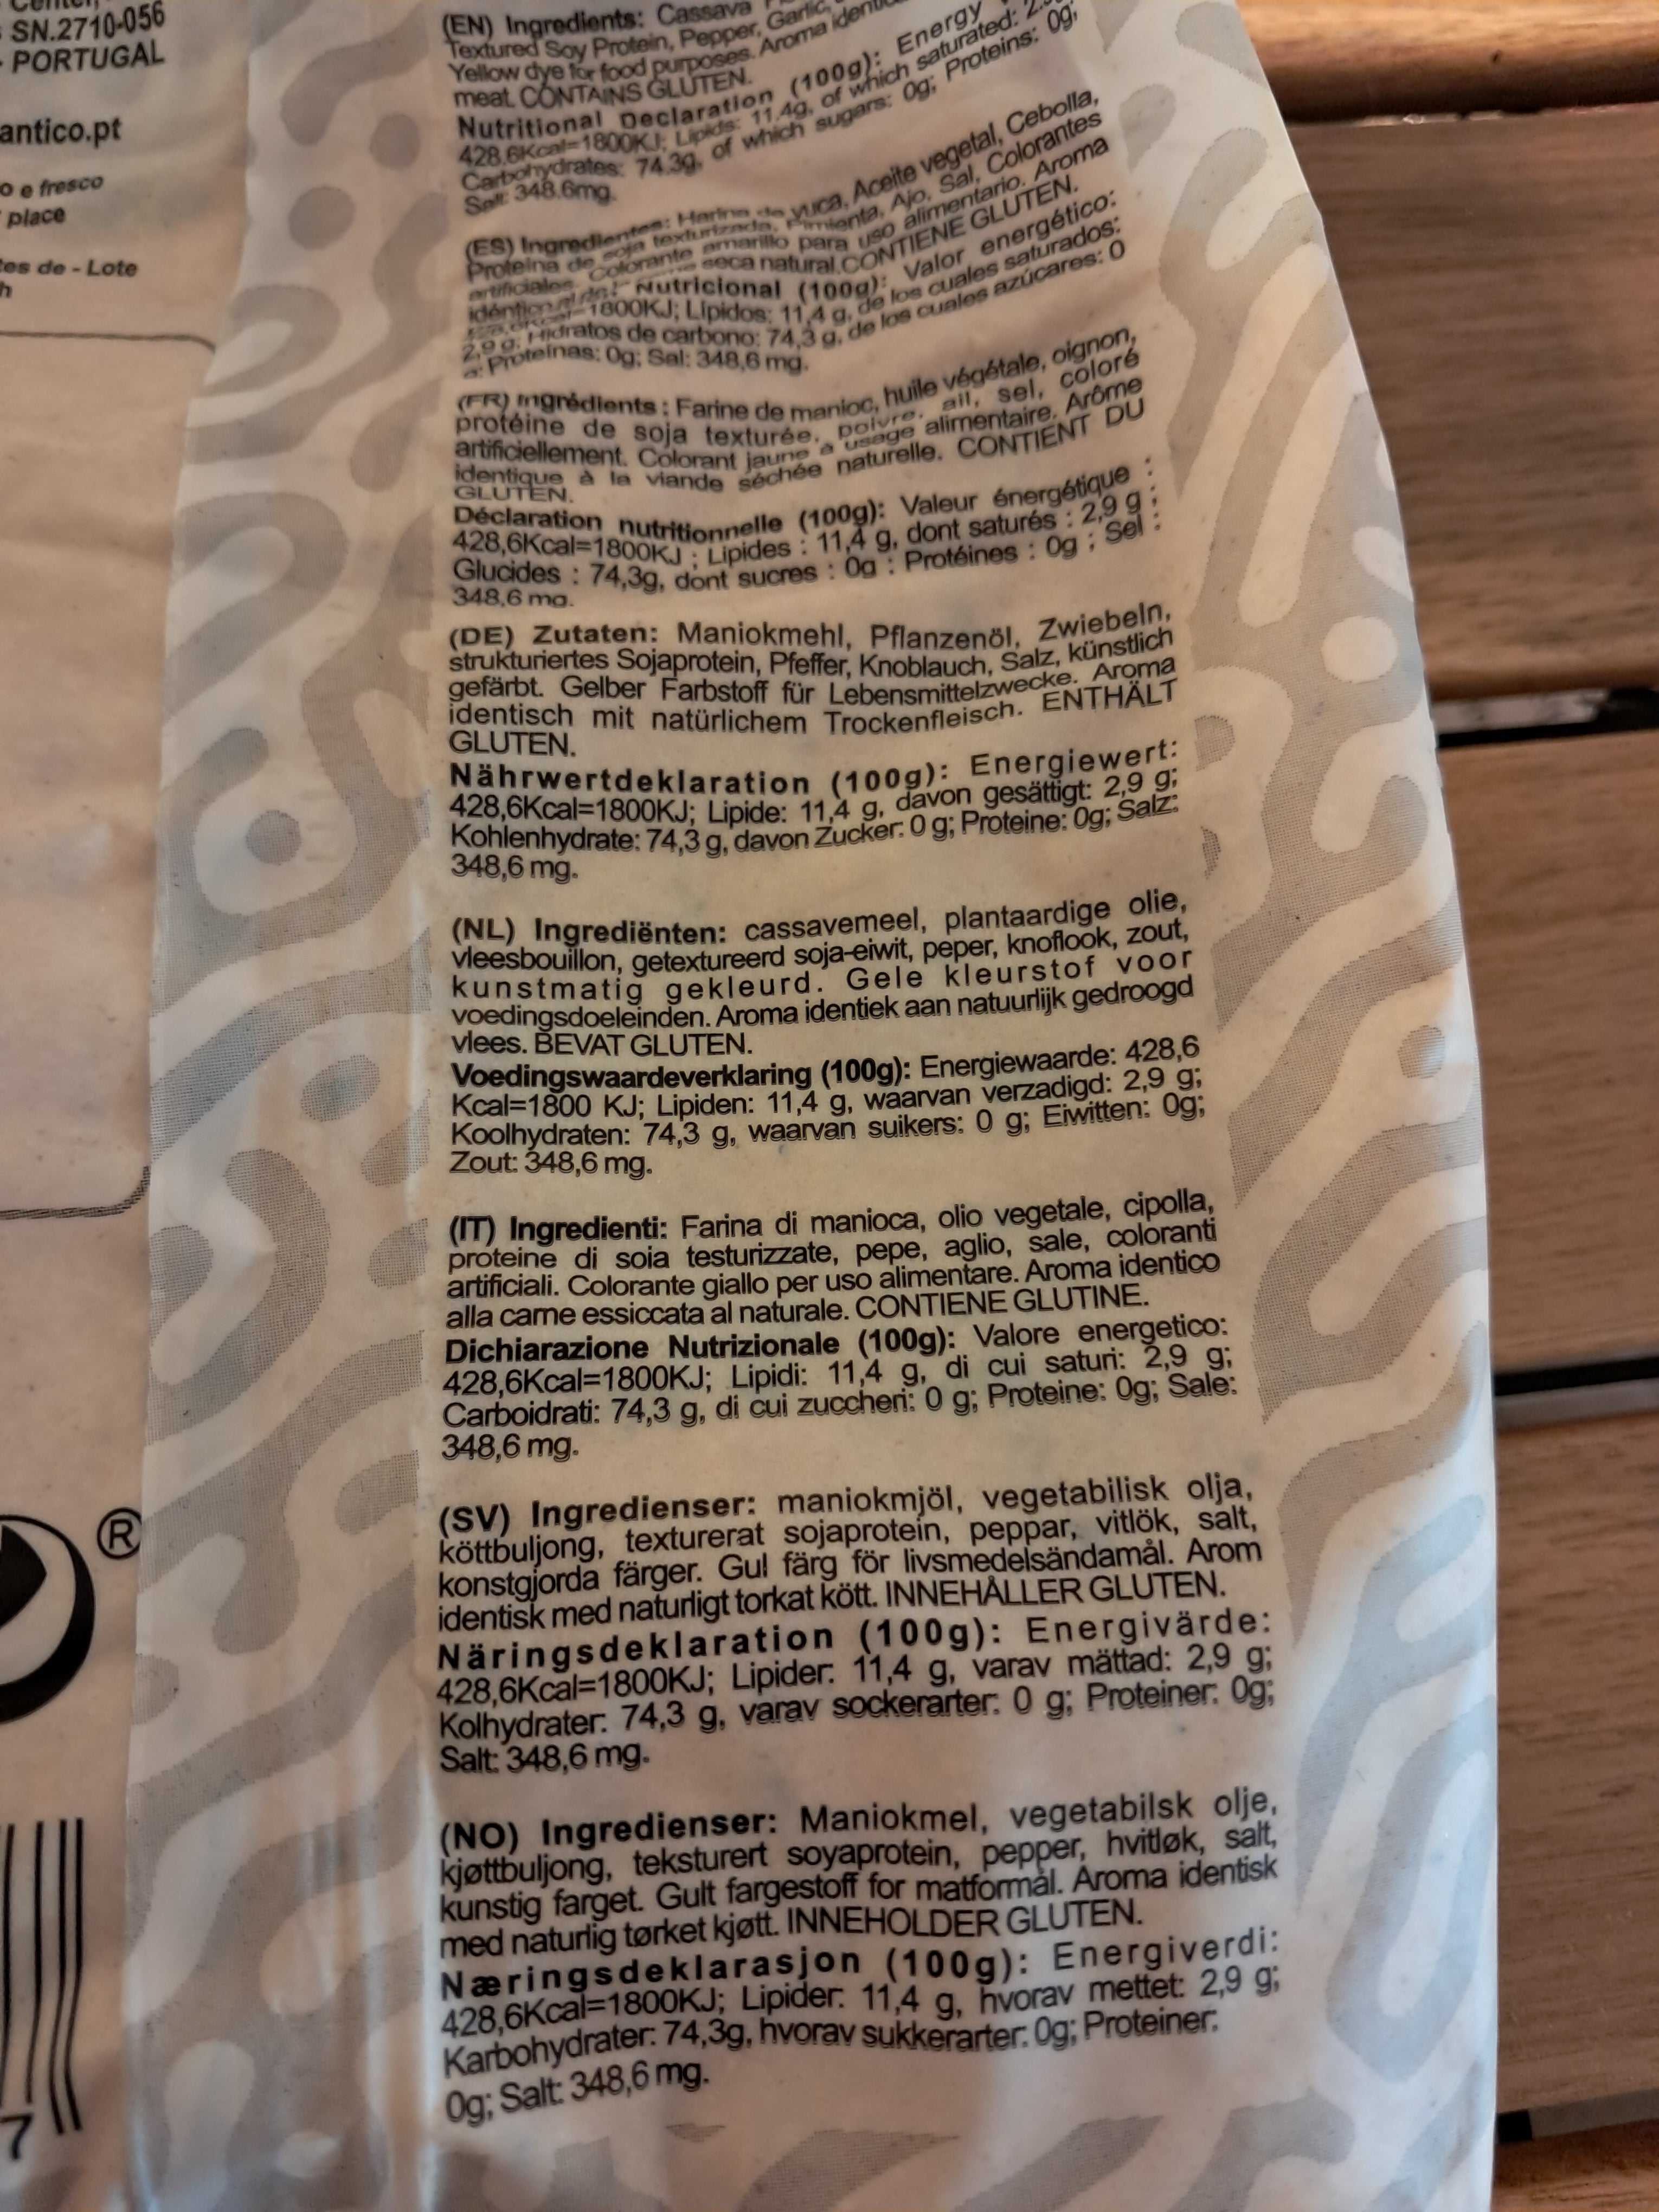 SN.2710-056
PORTUGAL
antico.pt
o e fresco
place
es de - Lote
®
7
(EN) Ingredients: Cassava
Textured Soy Protein, Pepper, Garlic,
Yellow dye for food purposes. Aroma
meat. CONTAINS GLUTEN.
Nutritional Declaration (100g): Energy
428.6Kcal=1800KJ; Lipids: 11.4g, of which saturated:
Carbohydrates: 74.3g, of which sugars: 0g; Proteins: 0g;
Salt: 348.6mg.
(ES) Ingredientes: Harina de yuca, Aceite vegetal, Cebolla,
Proteína de soja texturizada, Pimienta, Ajo, Sal, Colorantes
artificiales. Colorante amarillo para uso alimentario. Aroma
seca natural.CONTIENE GLUTEN.
Nutricional (100g): Valor energético:
1800KJ; Lípidos: 11,4 g, de los cuales saturados:
2,9 g; Hidratos de carbono: 74,3 g, de los cuales azúcares: 0
g; Proteínas: 0g; Sal: 348,6 mg.
(FR) Ingrédients : Farine de manioc, huile végétale, oignon,
protéine de soja texturée, poivre, ail, sel, coloré
artificiellement. Colorant jaune à usage alimentaire. Arôme
identique à la viande séchée naturelle. CONTIENT DU
GLUTEN.
Déclaration nutritionnelle (100g): Valeur énergétique :
428,6Kcal=1800KJ ; Lipides : 11,4 g, dont saturés : 2,9 g ;
Glucides : 74,3g, dont sucres : 0g ; Protéines : 0g ; Sel :
348,6 mg.
(DE) Zutaten: Maniokmehl, Pflanzenöl, Zwiebeln,
strukturiertes Sojaprotein, Pfeffer, Knoblauch, Salz, künstlich
gefärbt. Gelber Farbstoff für Lebensmittelzwecke. Aroma
identisch mit natürlichem Trockenfleisch. ENTHÄLT
GLUTEN.
Nährwertdeklaration (100g): Energiewert:
428,6Kcal=1800KJ; Lipide: 11,4 g, davon gesättigt: 2,9 g;
Kohlenhydrate: 74,3 g, davon Zucker: 0 g; Proteine: 0g; Salz:
348,6 mg.
(NL) Ingrediënten: cassavemeel, plantaardige olie,
vleesbouillon, getextureerd soja-eiwit, peper, knoflook, zout,
kunstmatig gekleurd. Gele kleurstof voor
voedingsdoeleinden. Aroma identiek aan natuurlijk gedroogd
vlees. BEVAT GLUTEN.
Voedingswaardeverklaring (100g): Energiewaarde: 428,6
Kcal=1800 KJ; Lipiden: 11,4 g, waarvan verzadigd: 2,9 g;
Koolhydraten: 74,3 g, waarvan suikers: 0 g; Eiwitten: 0g;
Zout: 348,6 mg.
(IT) Ingredienti: Farina di manioca, olio vegetale, cipolla,
proteine di soia testurizzate, pepe, aglio, sale, coloranti
artificiali. Colorante giallo per uso alimentare. Aroma identico
alla carne essiccata al naturale. CONTIENE GLUTINE.
Dichiarazione Nutrizionale (100g): Valore energetico:
428,6Kcal=1800KJ; Lipidi: 11,4 g, di cui saturi: 2,9 g;
Carboidrati: 74,3 g, di cui zuccheri: 0 g; Proteine: 0g; Sale:
348,6 mg.
(SV) Ingredienser: maniokmjöl, vegetabilisk olja,
köttbuljong, texturerat sojaprotein, peppar, vitlök, salt,
konstgjorda färger. Gul färg för livsmedelsändamål. Arom
identisk med naturligt torkat kött. INNEHÅLLER GLUTEN.
Näringsdeklaration (100g): Energivärde:
428,6Kcal=1800KJ; Lipider: 11,4 g, varav mättad: 2,9 g;
Kolhydrater: 74,3 g, varav sockerarter: 0 g; Proteiner: 0g;
Salt: 348,6 mg.
(NO) Ingredienser: Maniokmel, vegetabilsk olje,
kjøttbuljong, teksturert soyaprotein, pepper, hvitløk, salt,
kunstig farget. Gult fargestoff for matformål. Aroma identisk
med naturlig tørket kjøtt. INNEHOLDER GLUTEN.
Næringsdeklarasjon (100g): Energiverdi:
428,6Kcal=1800KJ; Lipider: 11,4 g, hvorav mettet: 2,9 g;
Karbohydrater: 74,3g, hvorav sukkerarter: 0g; Proteiner:
0g; Salt: 348,6 mg.